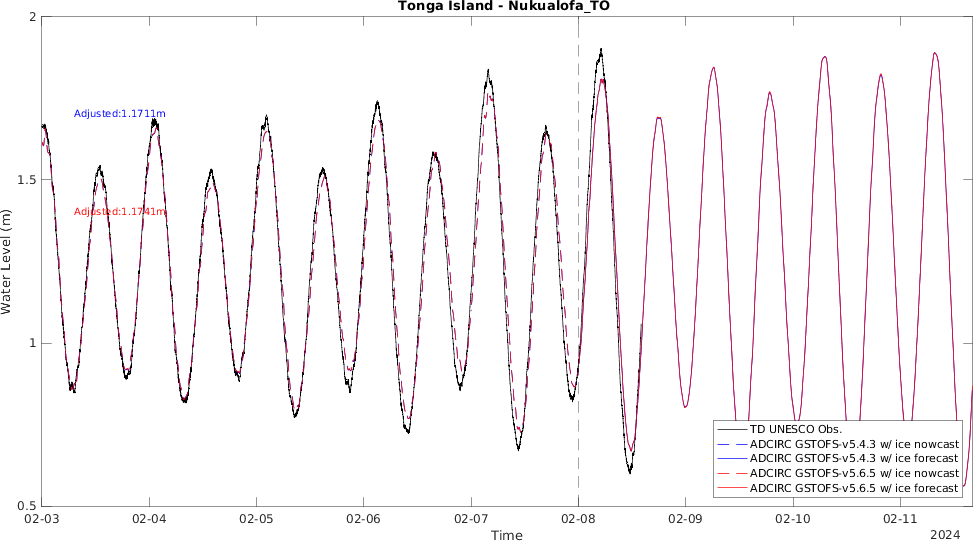 Tonga Island - Nukualofa_TO
2
Adjusted:1.1711m
1.5
Adjusted:1.1741m
Water Level (m)
1
TD UNESCO Obs.
ADCIRC GSTOFS-v5.4.3 w/ ice nowcast
ADCIRC GSTOFS-v5.4.3 w/ ice forecast
ADCIRC GSTOFS-v5.6.5 w/ ice nowcast
ADCIRC GSTOFS-v5.6.5 w/ ice forecast
0.5
02-03 02-04 02-05 02-06 02-07 02-08 02-09 02-10 02-11
Time
2024